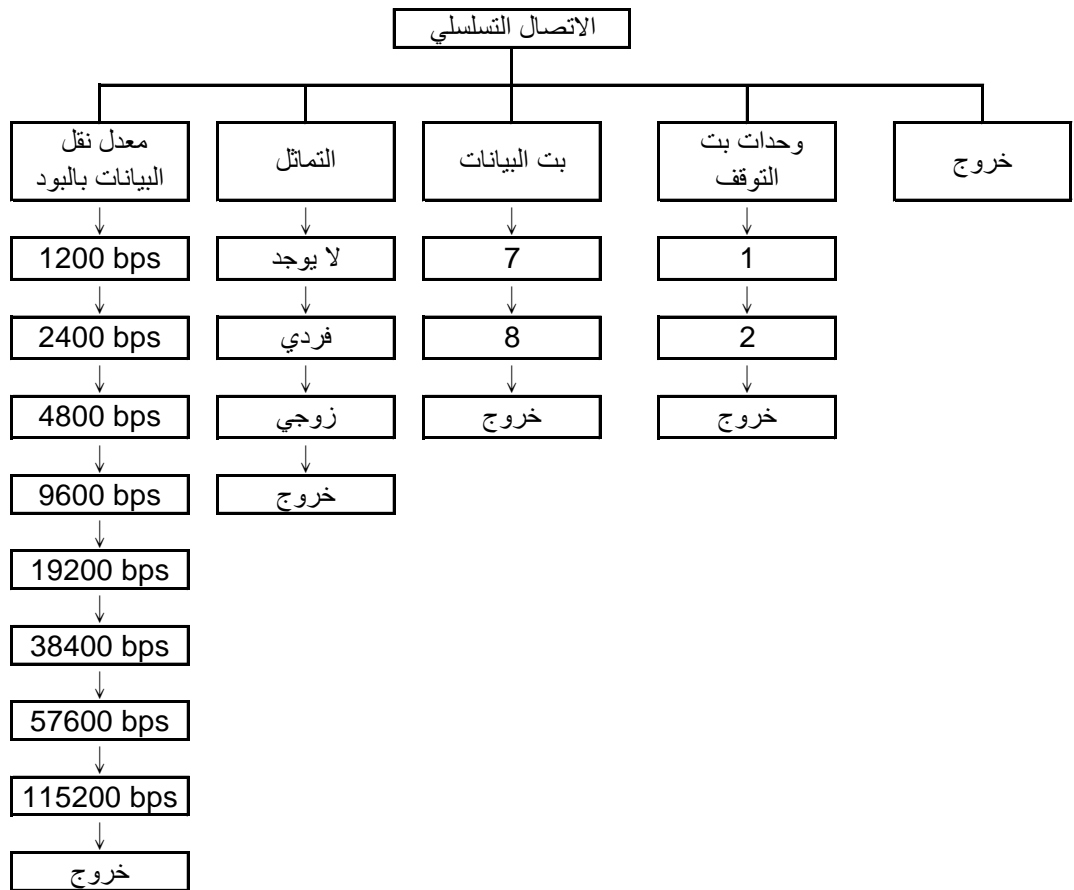 الاتصال التسلسلي
معدل نقل
البيانات بالبود
التماثل
بت البيانات
وحدات بت
التوقف
خروج
1200 bps
لا يوجد
7
1
2400 bps
فردي
8
2
4800 bps
زوجي
خروج
خروج
9600 bps
خروج
19200 bps
38400 bps
57600 bps
115200 bps
خروج